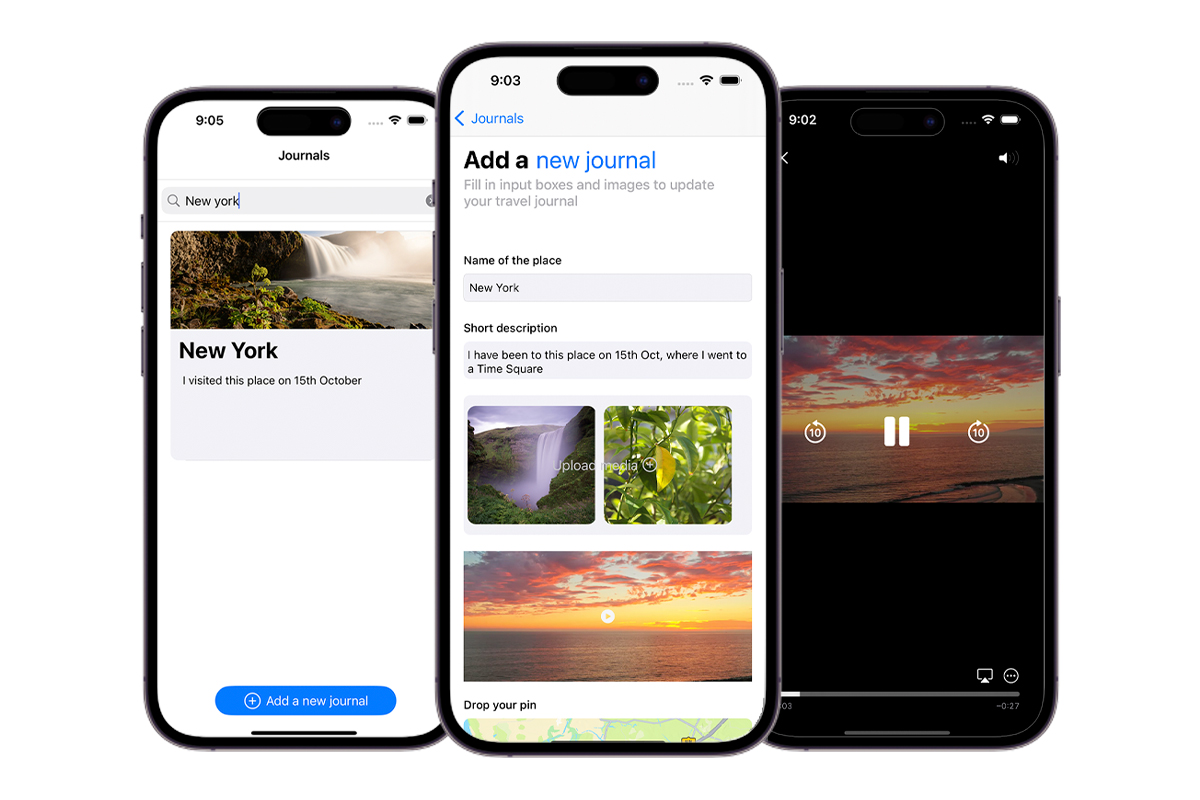 9:05
Journals
New york
New York
I visited this place on 15th October
Add a new journal
9:03
Journals
Add a new journal
Fill in input boxes and images to update
your travel journal
Name of the place
New York
Short description
I have been to this place on 15th Oct, where I went to
a Time Square
Upload media
Drop your pin
9:02
10
10
:03
−0:27